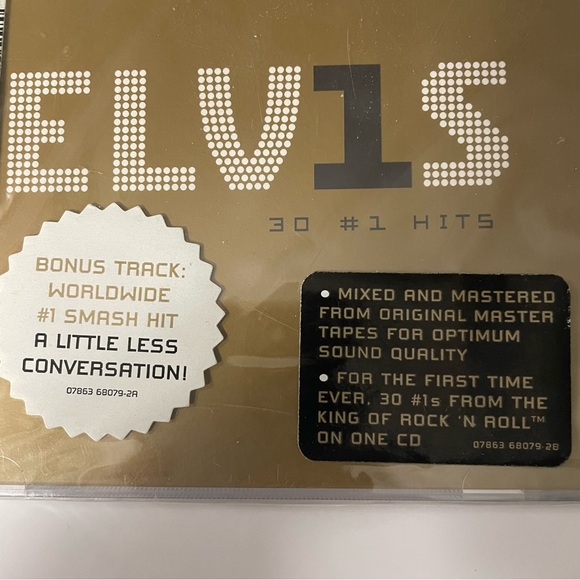 ELV1S
30 #1 HITS
BONUS TRACK:
WORLDWIDE
#1 SMASH HIT
A LITTLE LESS
CONVERSATION!
07863 68079-2A
• MIXED AND MASTERED
FROM ORIGINAL MASTER
TAPES FOR OPTIMUM
SOUND QUALITY
• FOR THE FIRST TIME
EVER, 30 #1s FROM THE
KING OF ROCK 'N ROLL™
ON ONE CD
07863 68079-2B